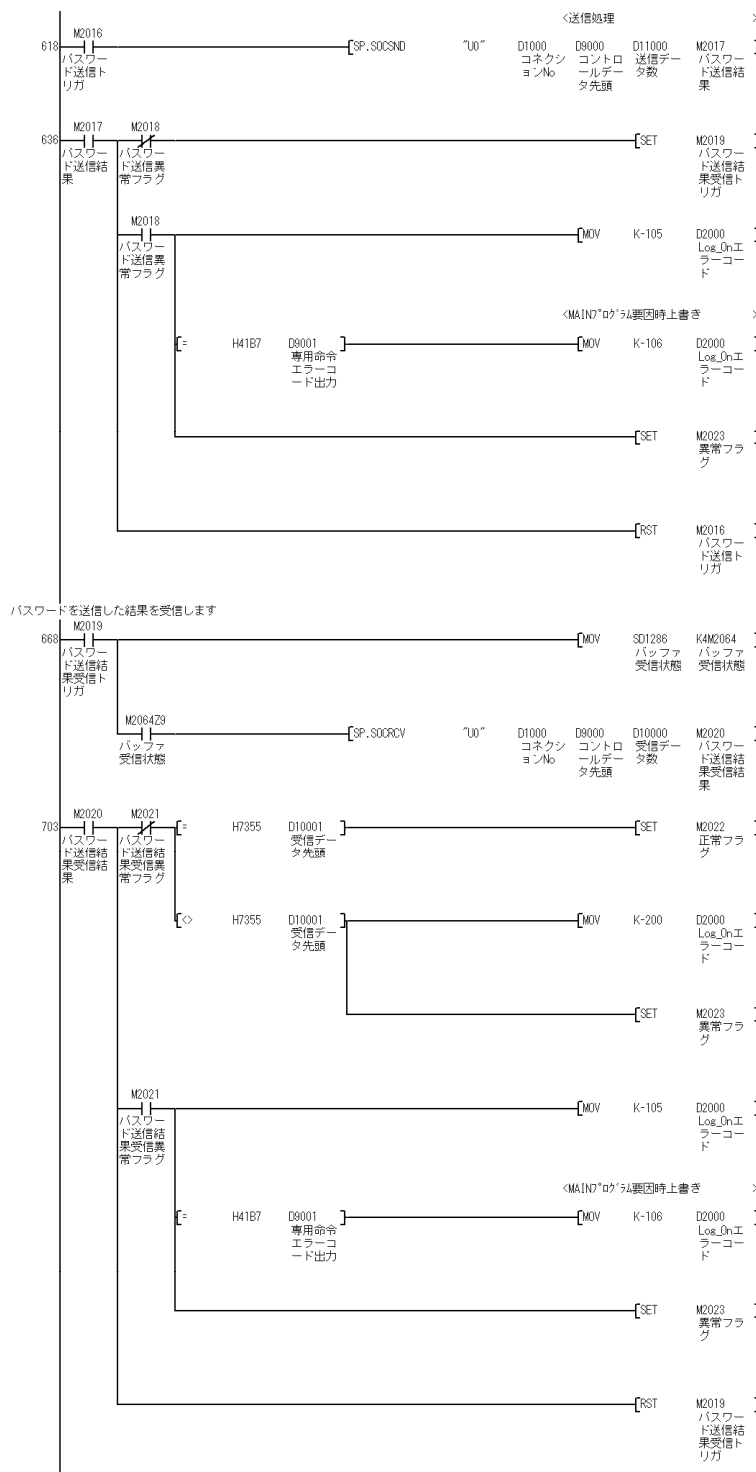 <送信処理 >
M2016
618 SP.SOCSND "U0" D1000 D9000 D11000 M2017
パスワー コネクシ コントロ 送信デー パスワー
ド送信ト ョンNo ールデー タ数 ド送信結
リガ タ先頭 果
M2017 M2018
636 SET M2019
パスワー パスワー パスワー
ド送信結 ド送信異 ド送信結
果 常フラグ 果受信ト
リガ
M2018
MOV K-105 D2000
パスワー Log_Onエ
ド送信異 ラーコー
常フラグ ド
<MAINﾌﾟﾛｸﾞﾗﾑ要因時上書き >
= H41B7 D9001 MOV K-106 D2000
専用命令 Log_Onエ
エラーコ ラーコー
ード出力 ド
SET M2023
異常フラ
グ
RST M2016
パスワー
ド送信ト
リガ
パスワードを送信した結果を受信します
M2019
668 MOV SD1286 K4M2064
パスワー バッファ バッファ
ド送信結 受信状態 受信状態
果受信ト
リガ
M2064Z9
SP.SOCRCV "U0" D1000 D9000 D10000 M2020
バッファ コネクシ コントロ 受信デー パスワー
受信状態 ョンNo ールデー タ数 ド送信結
タ先頭 果受信結
果
M2020 M2021
703 = H7355 D10001 SET M2022
パスワー パスワー 受信デー 正常フラ
ド送信結 ド送信結 タ先頭 グ
果受信結 果受信異
果 常フラグ
<> H7355 D10001 MOV K-200 D2000
受信デー Log_Onエ
タ先頭 ラーコー
ド
SET M2023
異常フラ
グ
M2021
MOV K-105 D2000
パスワー Log_Onエ
ド送信結 ラーコー
果受信異 ド
常フラグ
<MAINﾌﾟﾛｸﾞﾗﾑ要因時上書き >
= H41B7 D9001 MOV K-106 D2000
専用命令 Log_Onエ
エラーコ ラーコー
ード出力 ド
SET M2023
異常フラ
グ
RST M2019
パスワー
ド送信結
果受信ト
リガ